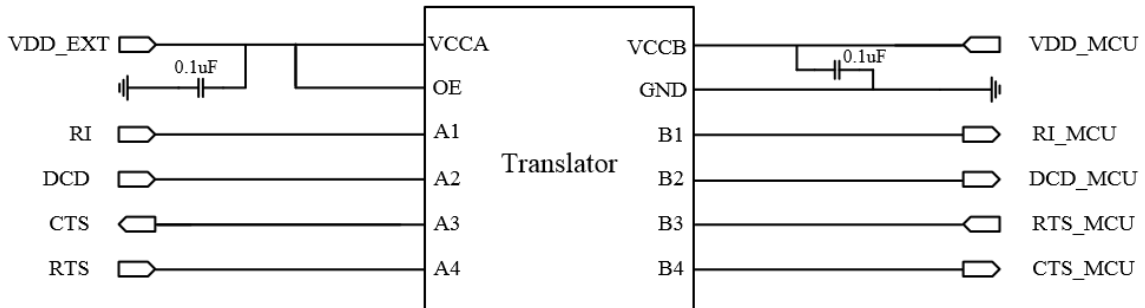 VDD_EXT
VCCA
VCCB
VDD_MCU
0.1uF
0.1uF
OE
GND
RI
A1
B1
RI_MCU
Translator
DCD
A2
B2
DCD_MCU
CTS
A3
B3
RTS_MCU
RTS
A4
B4
CTS_MCU